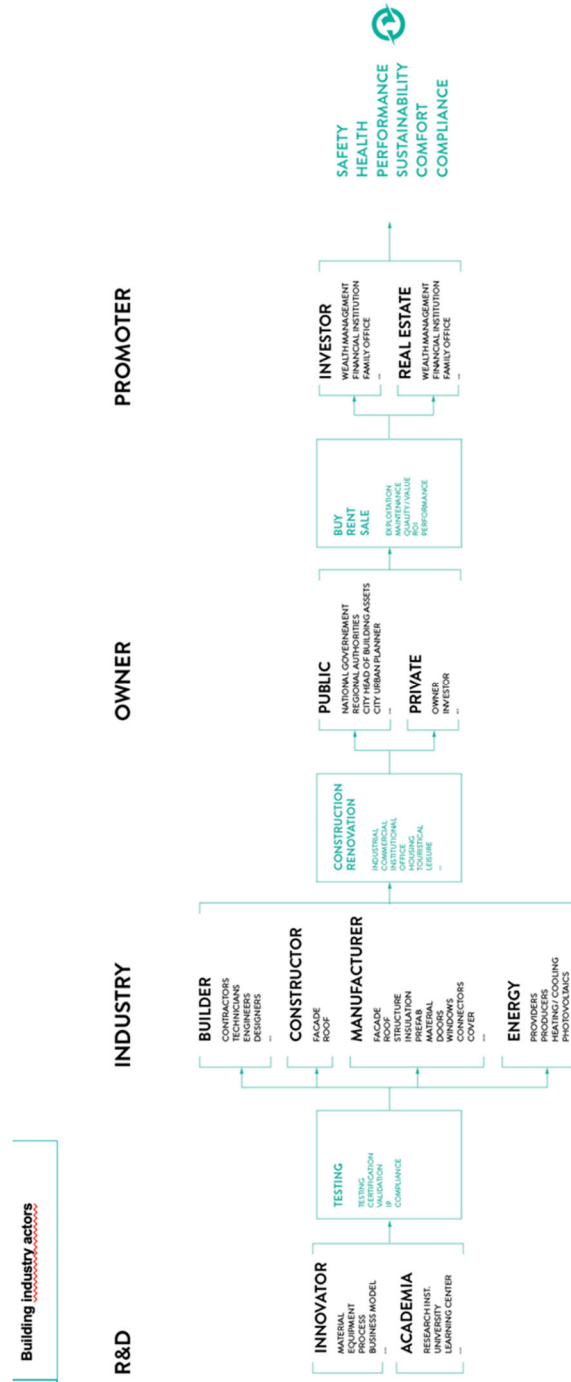 Building industry actors
R&D
INDUSTRY
OWNER
PROMOTER
INNOVATOR
MATERIAL
EQUIPMENT
PROCESS
BUSINESS MODEL
...
ACADEMIA
RESEARCH INST.
UNIVERSITY
LEARNING CENTER
...
TESTING
TESTING
CERTIFICATION
VALIDATION
IP
COMPLIANCE
BUILDER
CONTRACTORS
TECHNICIANS
ENGINEERS
DESIGNERS
...
CONSTRUCTOR
FACADE
ROOF
MANUFACTURER
FACADE
ROOF
STRUCTURE
INSULATION
PREFAB
MATERIAL
DOORS
WINDOWS
CONNECTORS
COVER
...
ENERGY
PROVIDERS
PRODUCERS
HEATING / COOLING
PHOTOVOLTAICS
CONSTRUCTION
RENOVATION
INDUSTRIAL
COMMERCIAL
INSTITUTIONAL
OFFICE
HOUSING
TOURISTICAL
LEISURE
...
PUBLIC
NATIONAL GOVERNEMENT
REGIONAL AUTHORITIES
CITY HEAD OF BUILDING ASSETS
CITY URBAN PLANNER
...
PRIVATE
OWNER
INVESTOR
...
BUY
RENT
SALE
EXPLOITATION
MAINTENANCE
QUALITY / VALUE
ROI
PERFORMANCE
INVESTOR
WEALTH MANAGEMENT
FINANCIAL INSTITUTION
FAMILY OFFICE
...
REAL ESTATE
WEALTH MANAGEMENT
FINANCIAL INSTITUTION
FAMILY OFFICE
...
SAFETY
HEALTH
PERFORMANCE
SUSTAINABILITY
COMFORT
COMPLIANCE